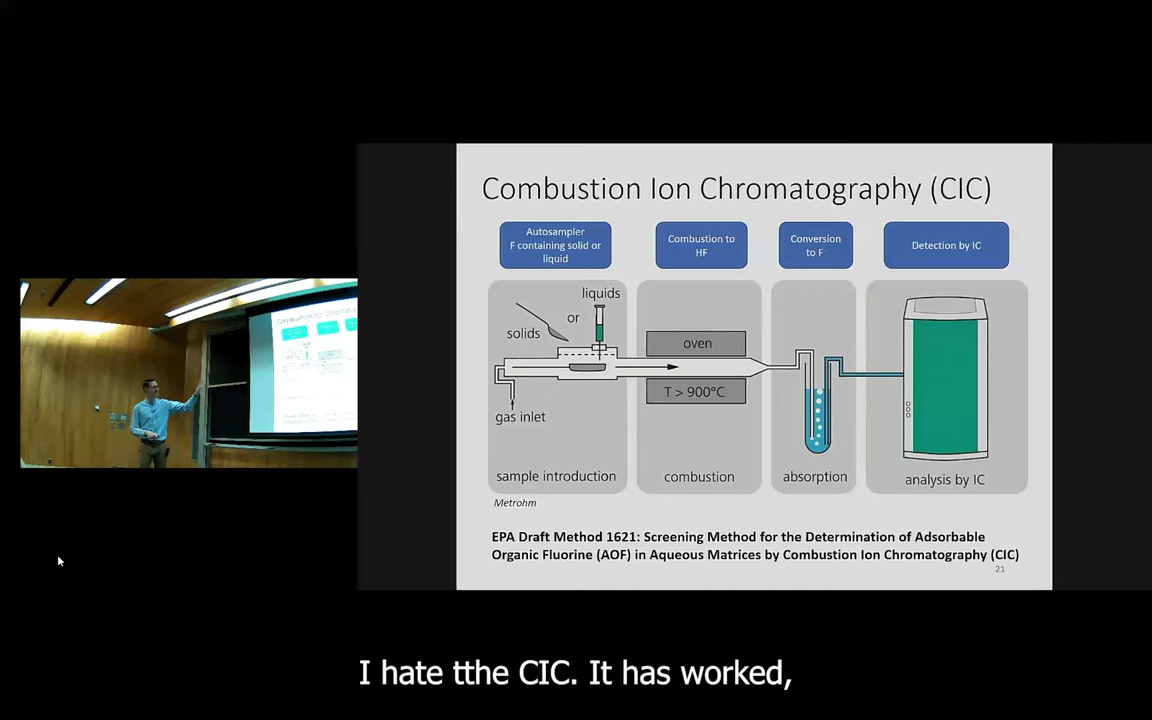 Combustion Ion Chromatography (CIC)
Autosampler
F containing solid or
liquid
Combustion to
HF
Conversion
to F
Detection by IC
liquids
or
solids
gas inlet
sample introduction
oven
T > 900°C
combustion
absorption
analysis by IC
Metrohm
EPA Draft Method 1621: Screening Method for the Determination of Adsorbable
Organic Fluorine (AOF) in Aqueous Matrices by Combustion Ion Chromatography (CIC)
21
I hate tthe CIC. It has worked,